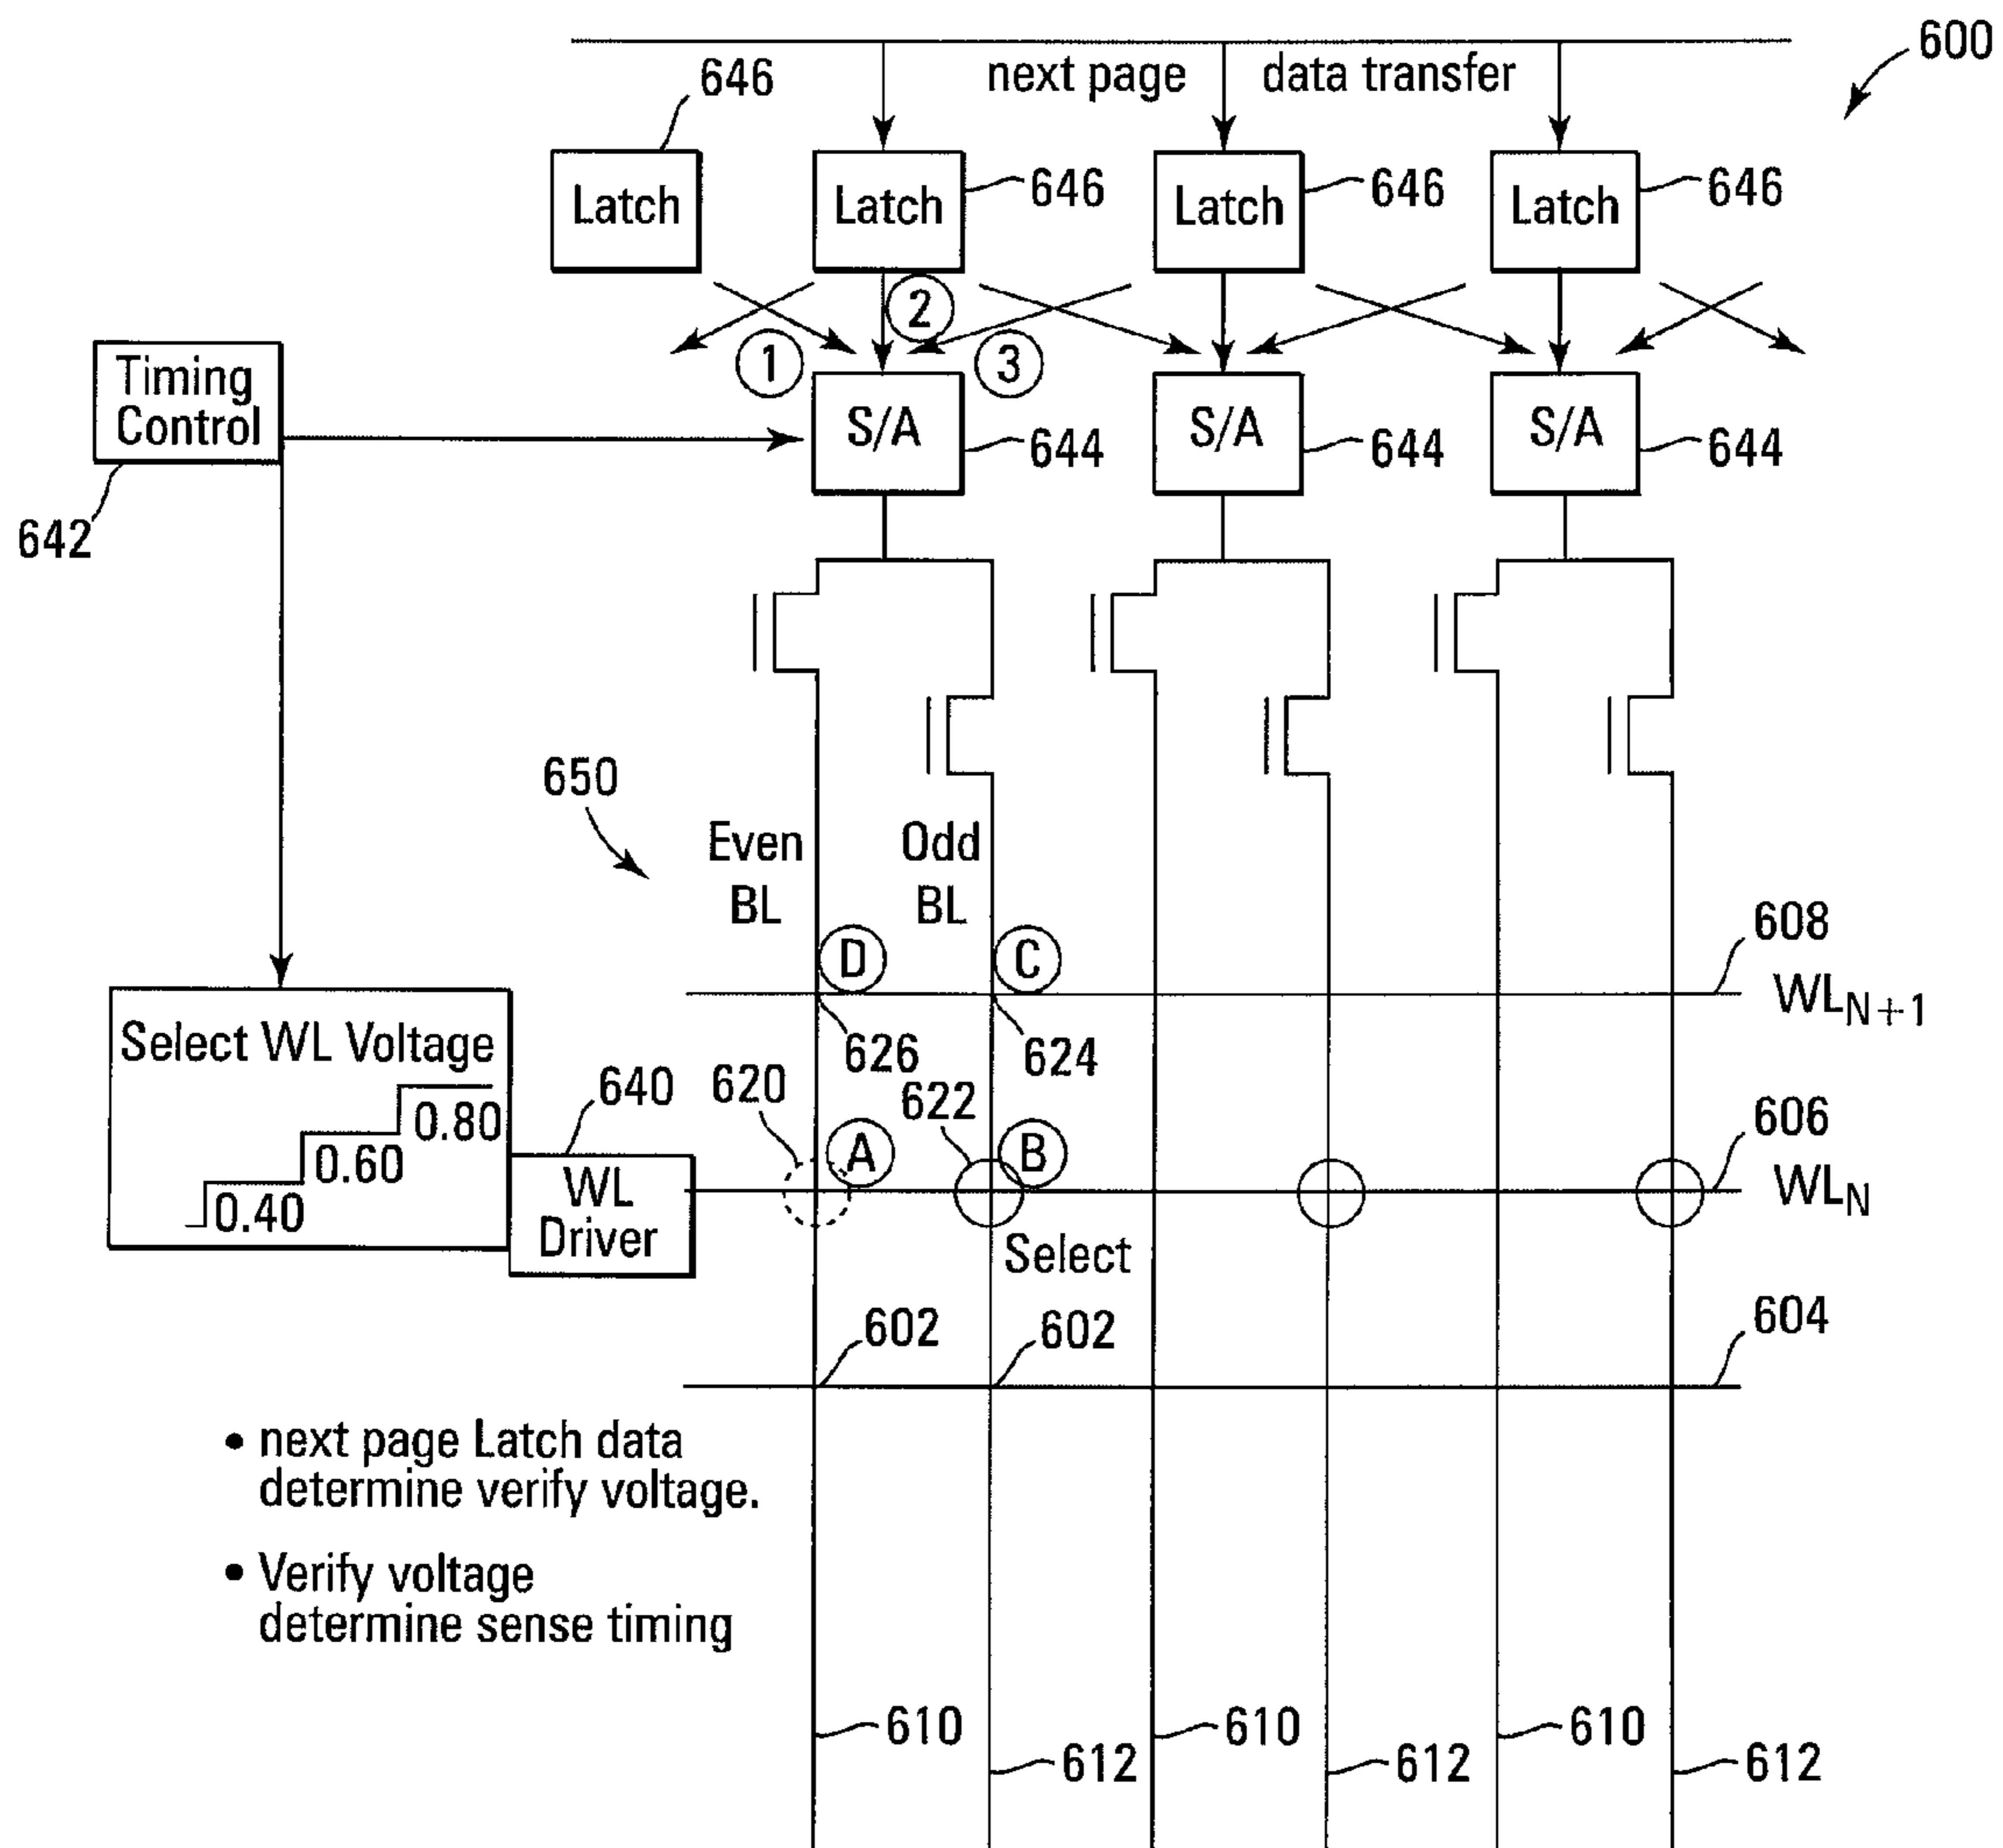 600
next page data transfer
646
Latch
Latch
646
Latch
646
Latch
646
1
2
3
Timing
Control
642
S/A
644
S/A
644
S/A
644
650
Even
BL
Odd
BL
D
C
608
WLN+1
626
624
Select WL Voltage
0.40
0.60
0.80
640
WL
Driver
620
622
A
B
606
WLN
Select
602
602
604
• next page Latch data
determine verify voltage.
• Verify voltage
determine sense timing
610
612
610
612
610
612